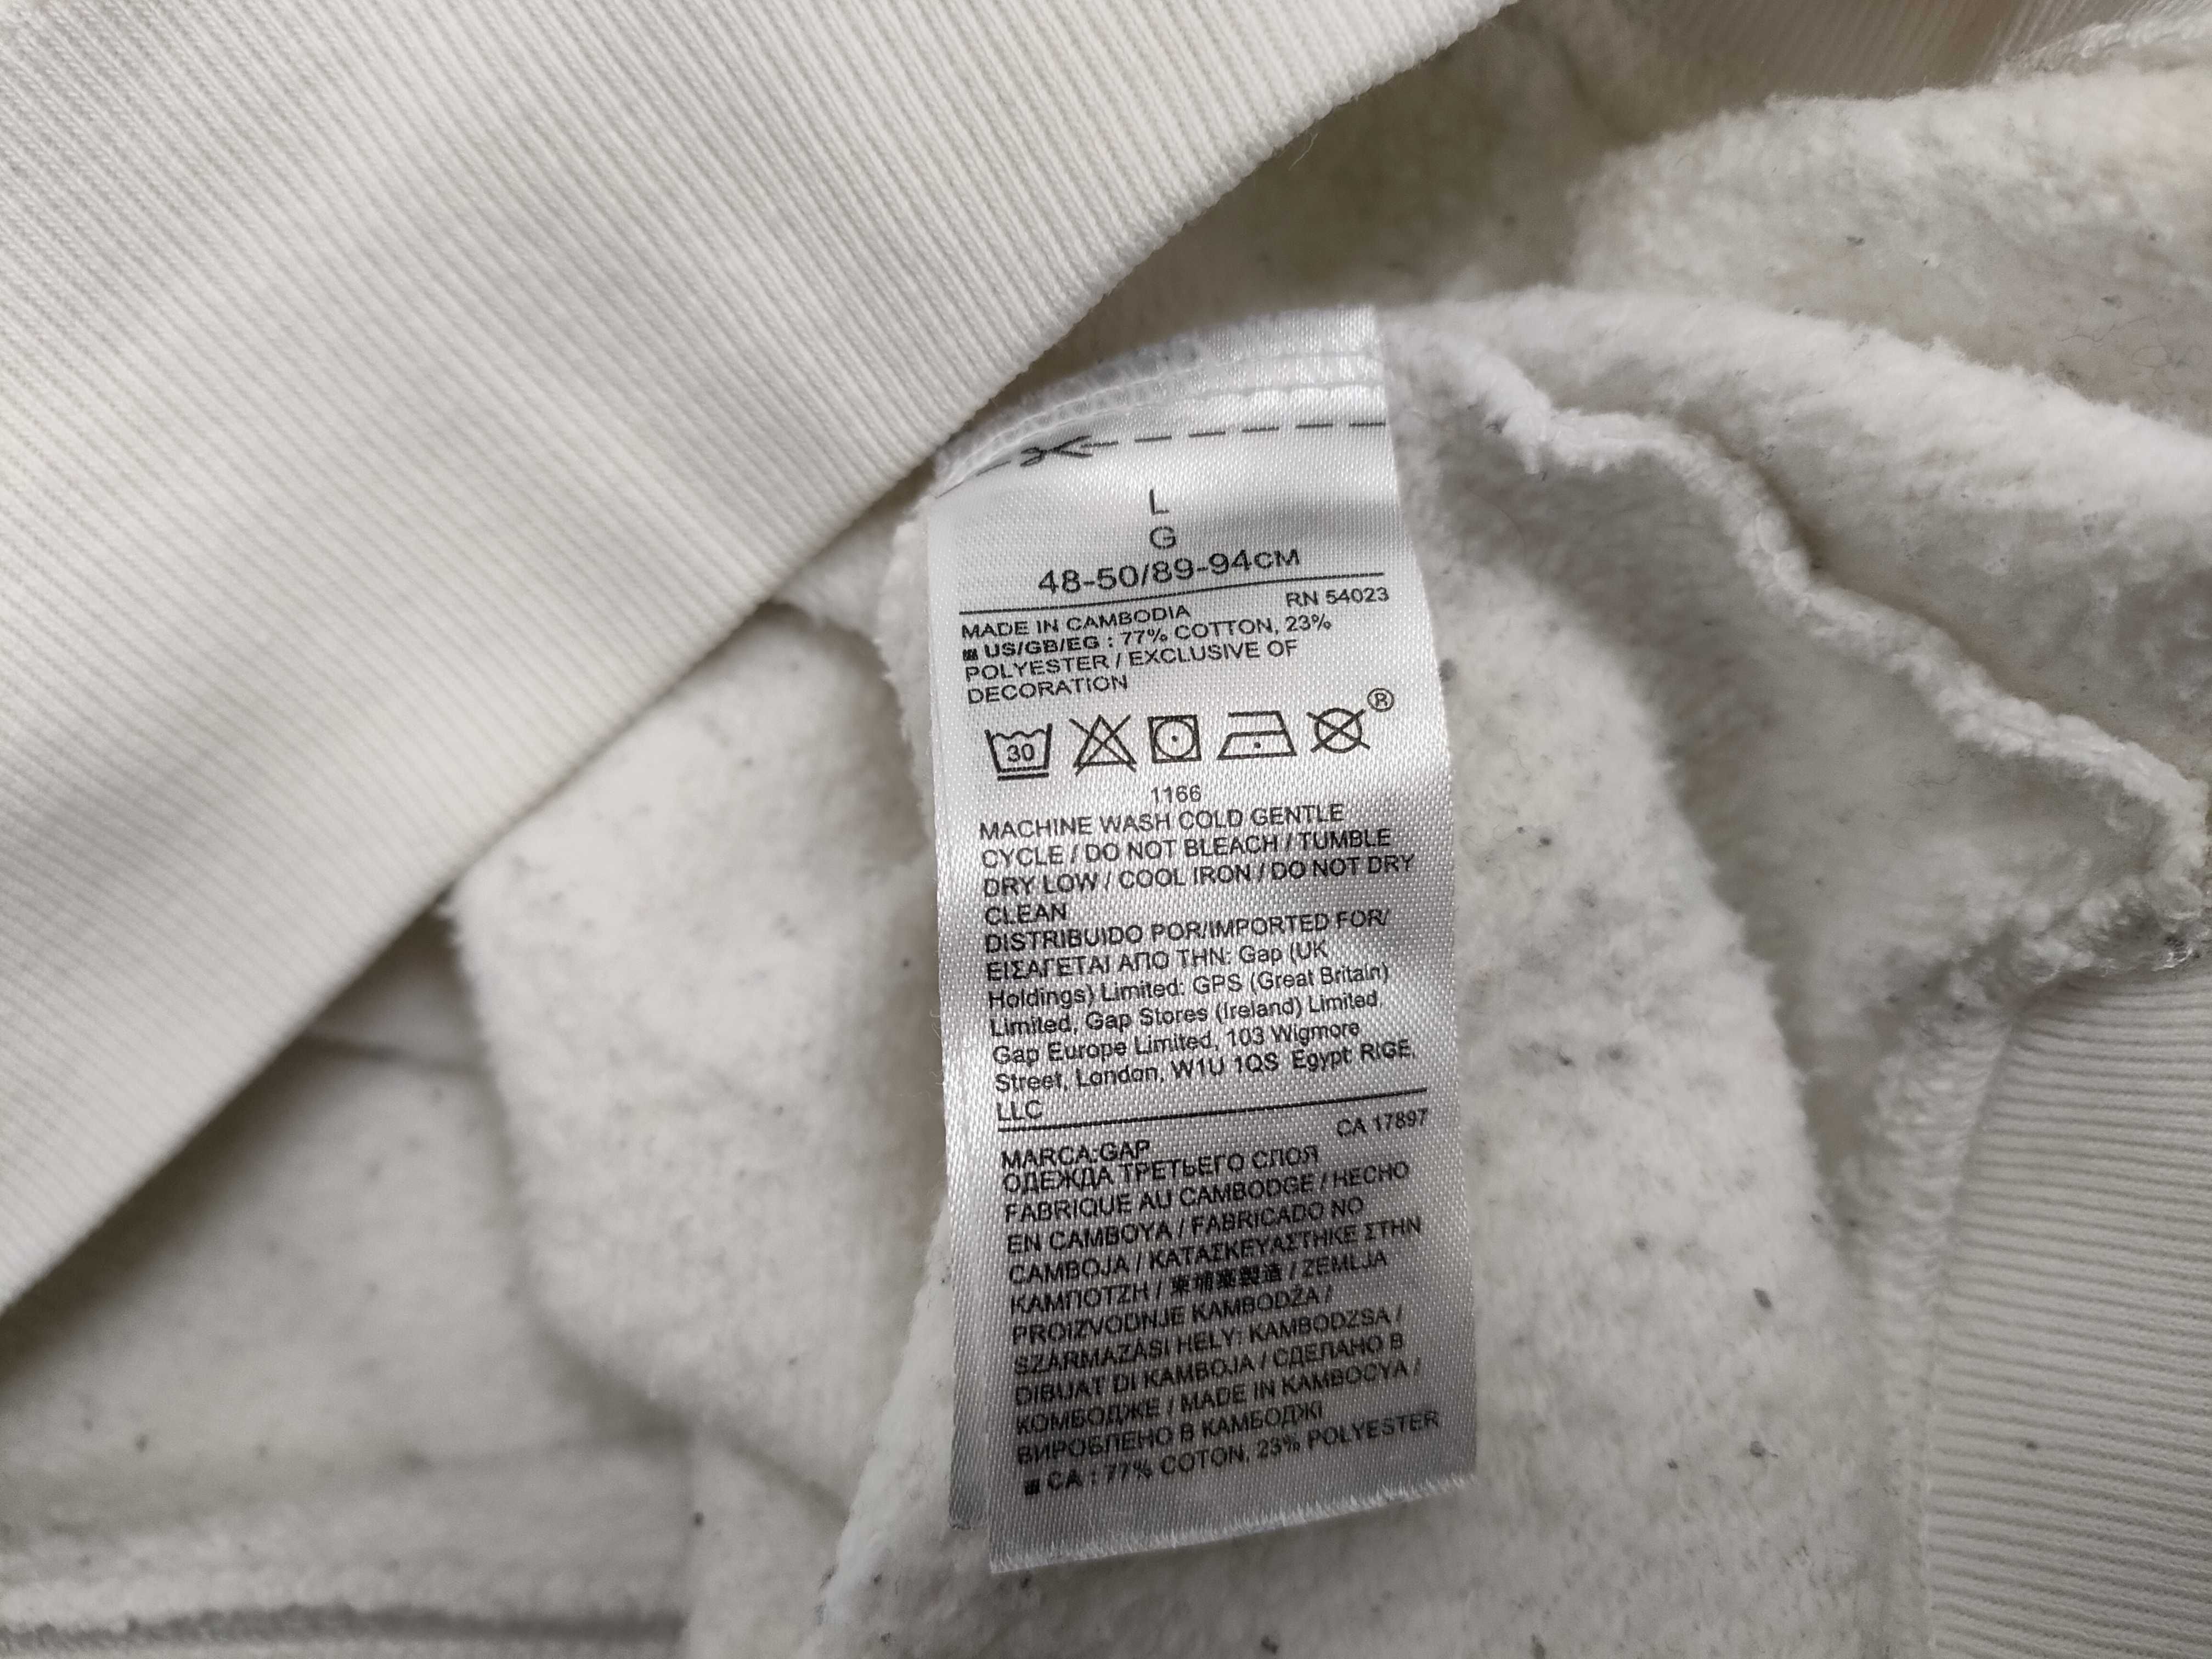 L
G
48-50/89-94CM
RN 54023
MADE IN CAMBODIA
US/GB/EG : 77% COTTON, 23%
POLYESTER / EXCLUSIVE OF
DECORATION
30
®
1166
MACHINE WASH COLD GENTLE
CYCLE / DO NOT BLEACH / TUMBLE
DRY LOW / COOL IRON / DO NOT DRY
CLEAN
DISTRIBUIDO POR/IMPORTED FOR/
ΕΙΣΑΓΕΤΑΙ ΑΠΟ ΤΗΝ: Gap (UK
Holdings) Limited: GPS (Great Britain)
Limited, Gap Stores (Ireland) Limited
Gap Europe Limited, 103 Wigmore
Street, London, W1U 1QS Egypt RIGE,
LLC
CA 17897
MARCA:GAP
ОДЕЖДА ТРЕТЬЕГО СЛОЯ
FABRIQUE AU CAMBODGE / HECHO
EN CAMBOYA / FABRICADO NO
CAMBOJA / ΚΑΤΑΣΚΕΥΑΣΤΗΚΕ ΣΤΗΝ
ΚΑΜΠΟΤΖΗ / 柬埔寨製造 / ZEMLJA
PROIZVODNJE KAMBODŽA /
SZÁRMAZÁSI HELY: KAMBODZSA /
DIBUAT DI KAMBOJA / СДЕЛАНО В
КОМБОДЖЕ / MADE IN KAMBOCYA /
ВИРОБЛЕНО В КАМБОДЖІ
CA : 77% COTON, 23% POLYESTER